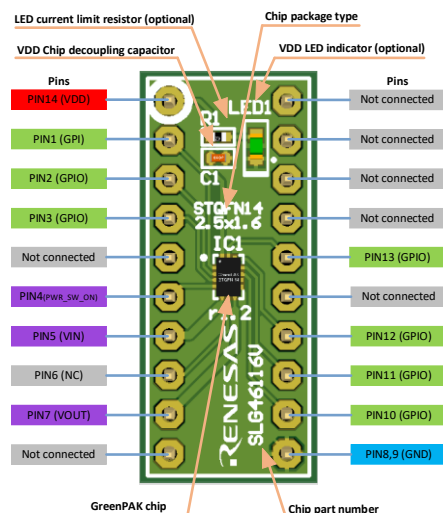 LED current limit resistor (optional)
Chip package type
VDD Chip decoupling capacitor
VDD LED indicator (optional)
Pins
Pins
PIN14 (VDD)
Not connected
PIN1 (GPI)
Not connected
PIN2 (GPIO)
Not connected
PIN3 (GPIO)
Not connected
Not connected
PIN13 (GPIO)
PIN4(PWR_SW_ON)
Not connected
PIN5 (VIN)
PIN12 (GPIO)
PIN6 (NC)
PIN11 (GPIO)
PIN7 (VOUT)
PIN10 (GPIO)
Not connected
PIN8,9 (GND)
LED1
R1
C1
STQFN14
2.5x1.6
IC1
RENESAS
SLG46116V
GreenPAK chip
Chip part number